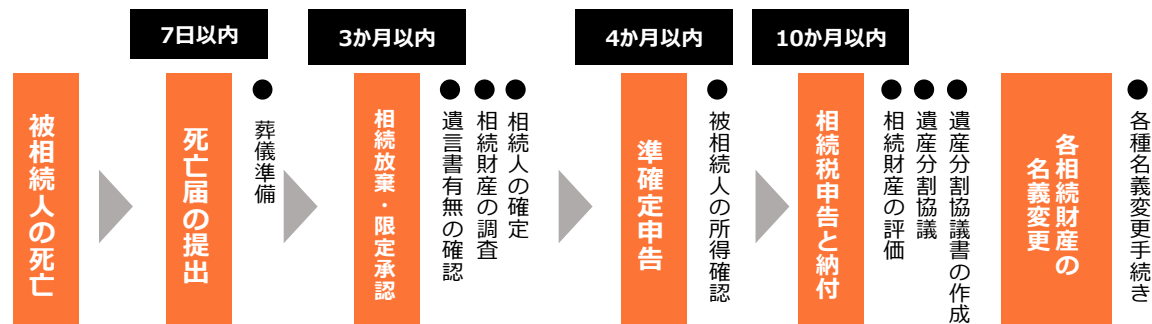 7日以内
3か月以内
4か月以内
10か月以内
被相続人の死亡
死亡届の提出
● 葬儀準備
相続放棄・限定承認
● 相続人の確定
● 相続財産の調査
● 遺言書有無の確認
準確定申告
● 被相続人の所得確認
相続税申告と納付
● 遺産分割協議書の作成
● 遺産分割協議
● 相続財産の評価
各相続財産の
名義変更
● 各種名義変更手続き